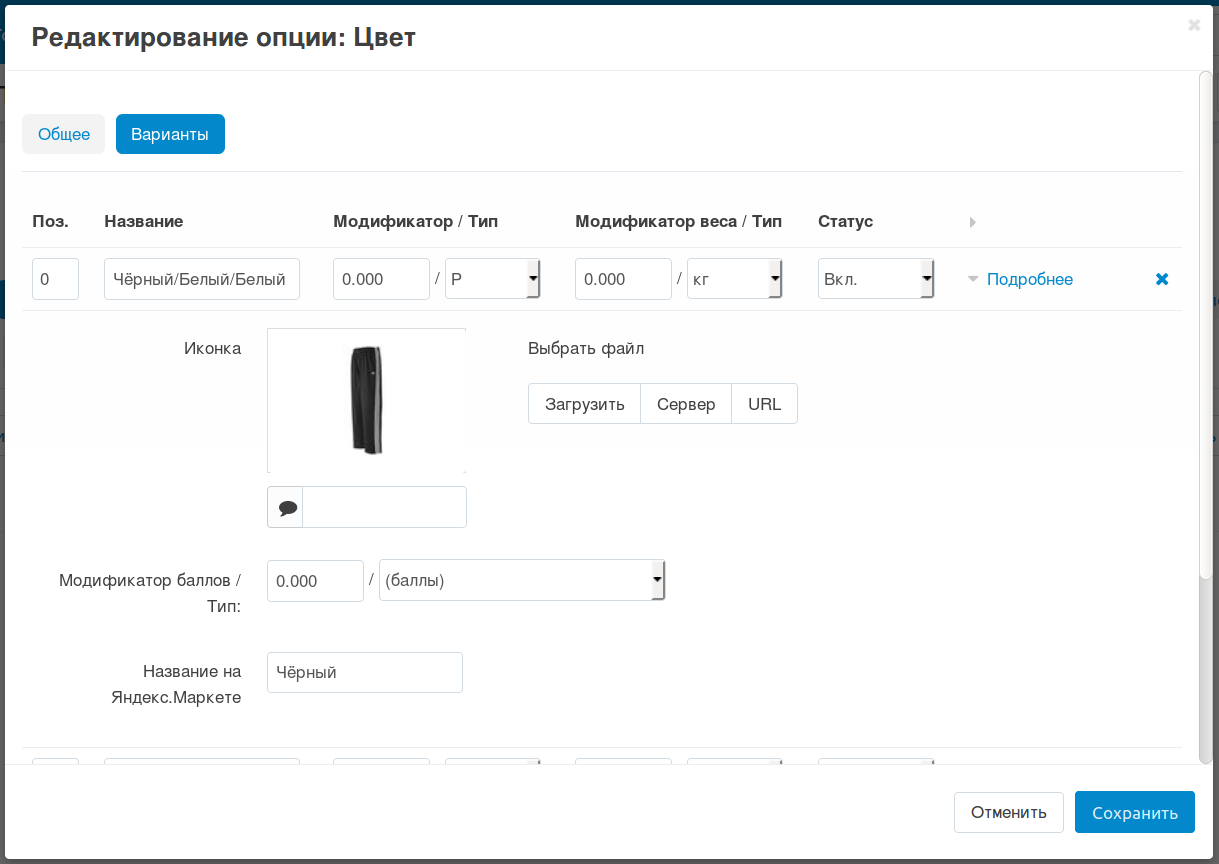 Редактирование опции: Цвет
Общее
Варианты
Поз. Название Модификатор / Тип Модификатор веса / Тип Статус
0 Чёрный/Белый/Белый 0.000 / Р 0.000 / кг Вкл. Подробнее
Иконка
Выбрать файл
Загрузить Сервер URL
Модификатор баллов /
Тип:
0.000 / (баллы)
Название на
Яндекс.Маркете
Чёрный
Отменить Сохранить